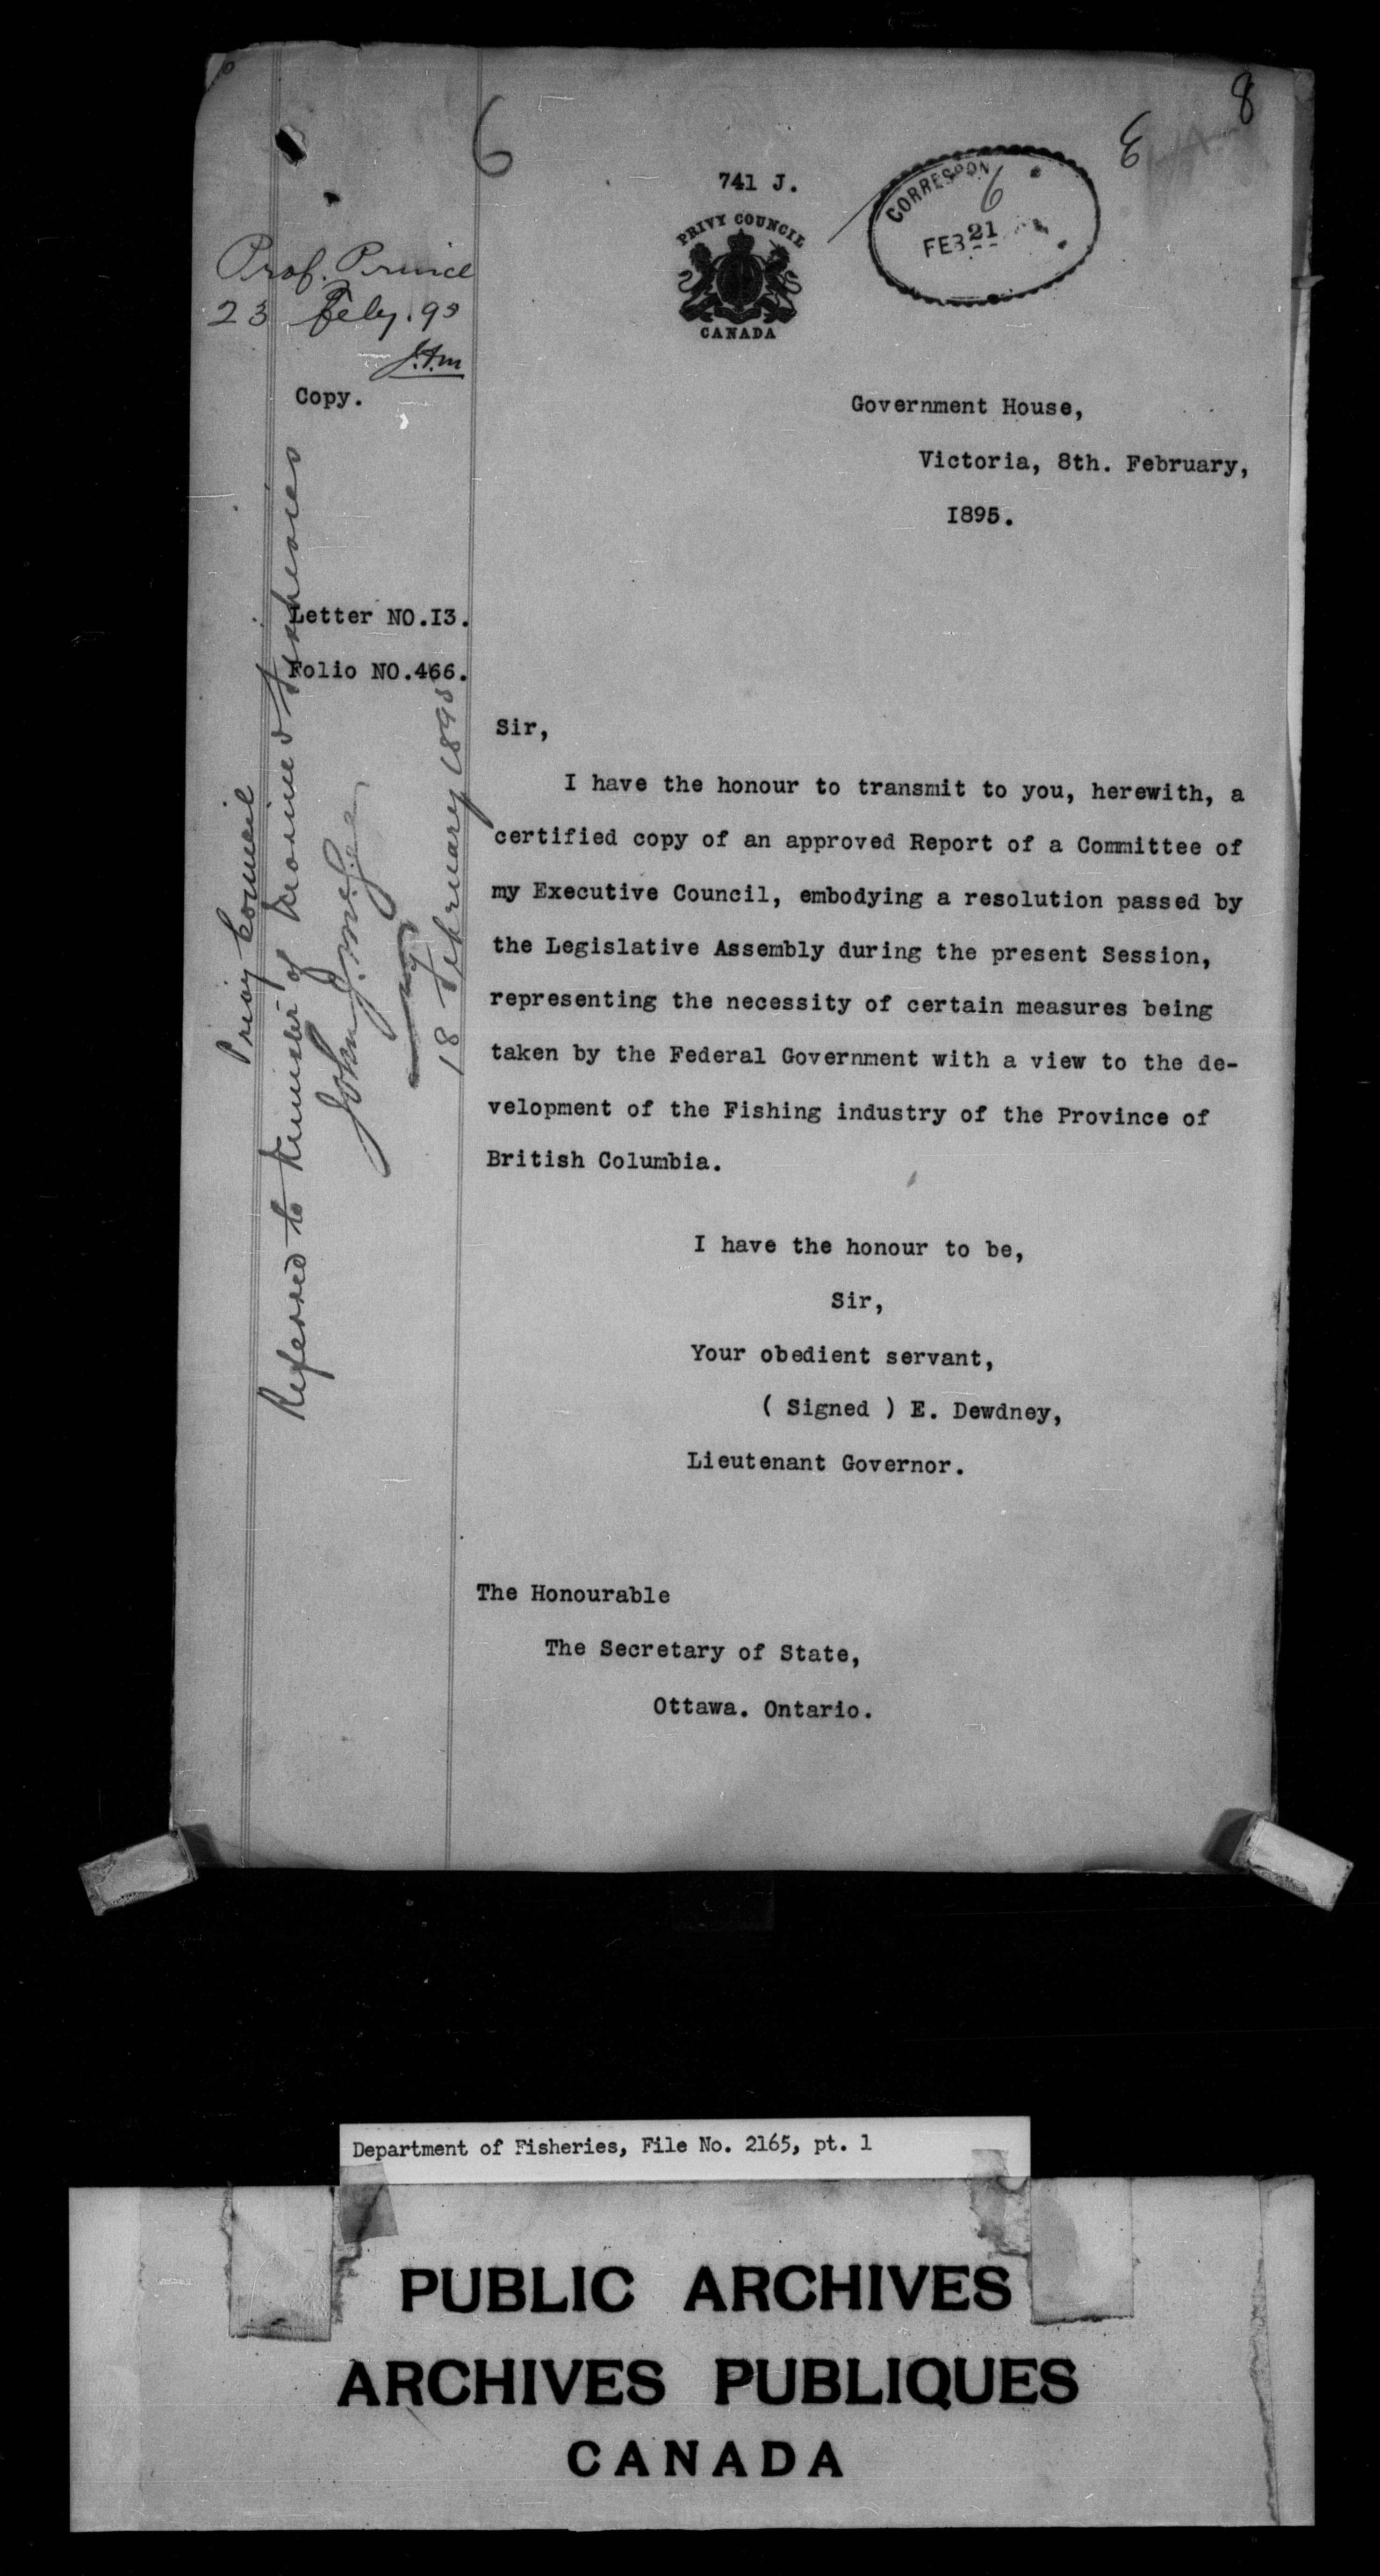 8
6
6
741 J.
PRIVY COUNCIL
CANADA
CORRESPON
6
FEB 21
Prof. Prince
23 Feby. 95
Copy.
Government House,
Victoria, 8th. February,
I895.
Letter NO.I3.
Folio NO.466.
Privy Council
Referred to Minister of Marine & Fisheries
John J. McGee
18 February 1895
Sir,
I have the honour to transmit to you, herewith, a
certified copy of an approved Report of a Committee of
my Executive Council, embodying a resolution passed by
the Legislative Assembly during the present Session,
representing the necessity of certain measures being
taken by the Federal Government with a view to the de-
velopment of the Fishing industry of the Province of
British Columbia.
I have the honour to be,
Sir,
Your obedient servant,
( Signed ) E. Dewdney,
Lieutenant Governor.
The Honourable
The Secretary of State,
Ottawa. Ontario.
Department of Fisheries, File No. 2165, pt. 1
PUBLIC ARCHIVES
ARCHIVES PUBLIQUES
CANADA